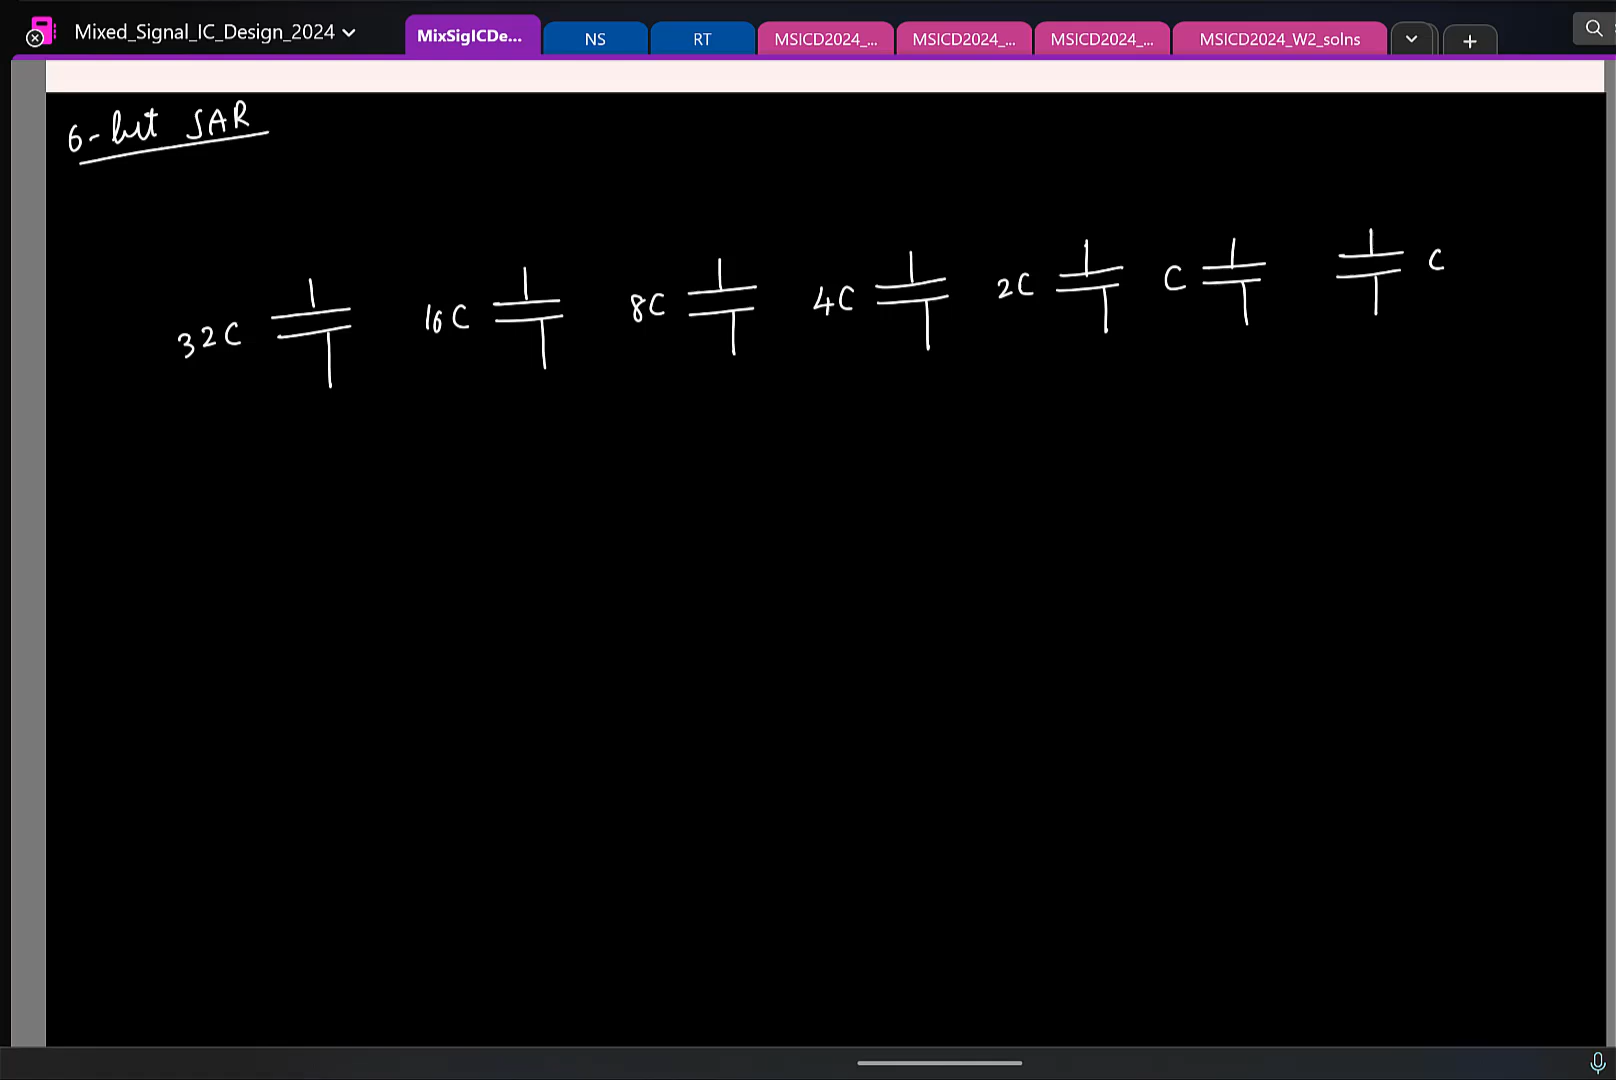 Mixed_Signal_IC_Design_2024
MixSigICDe... NS RT MSICD2024_... MSICD2024_... MSICD2024_... MSICD2024_W2_solns
6-bit SAR
32C 16C 8C 4C 2C C C